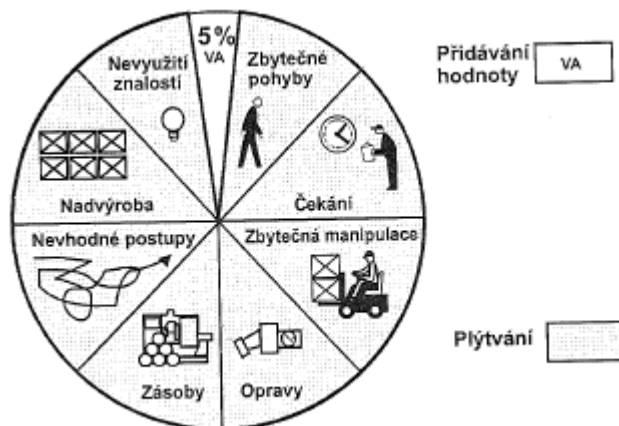 5%
VA
Nevyužití
znalostí
Zbytečné
pohyby
Přidávání
hodnoty
VA
Nadvýroba
Čekání
Nevhodné postupy
Zbytečná manipulace
Zásoby
Opravy
Plýtvání